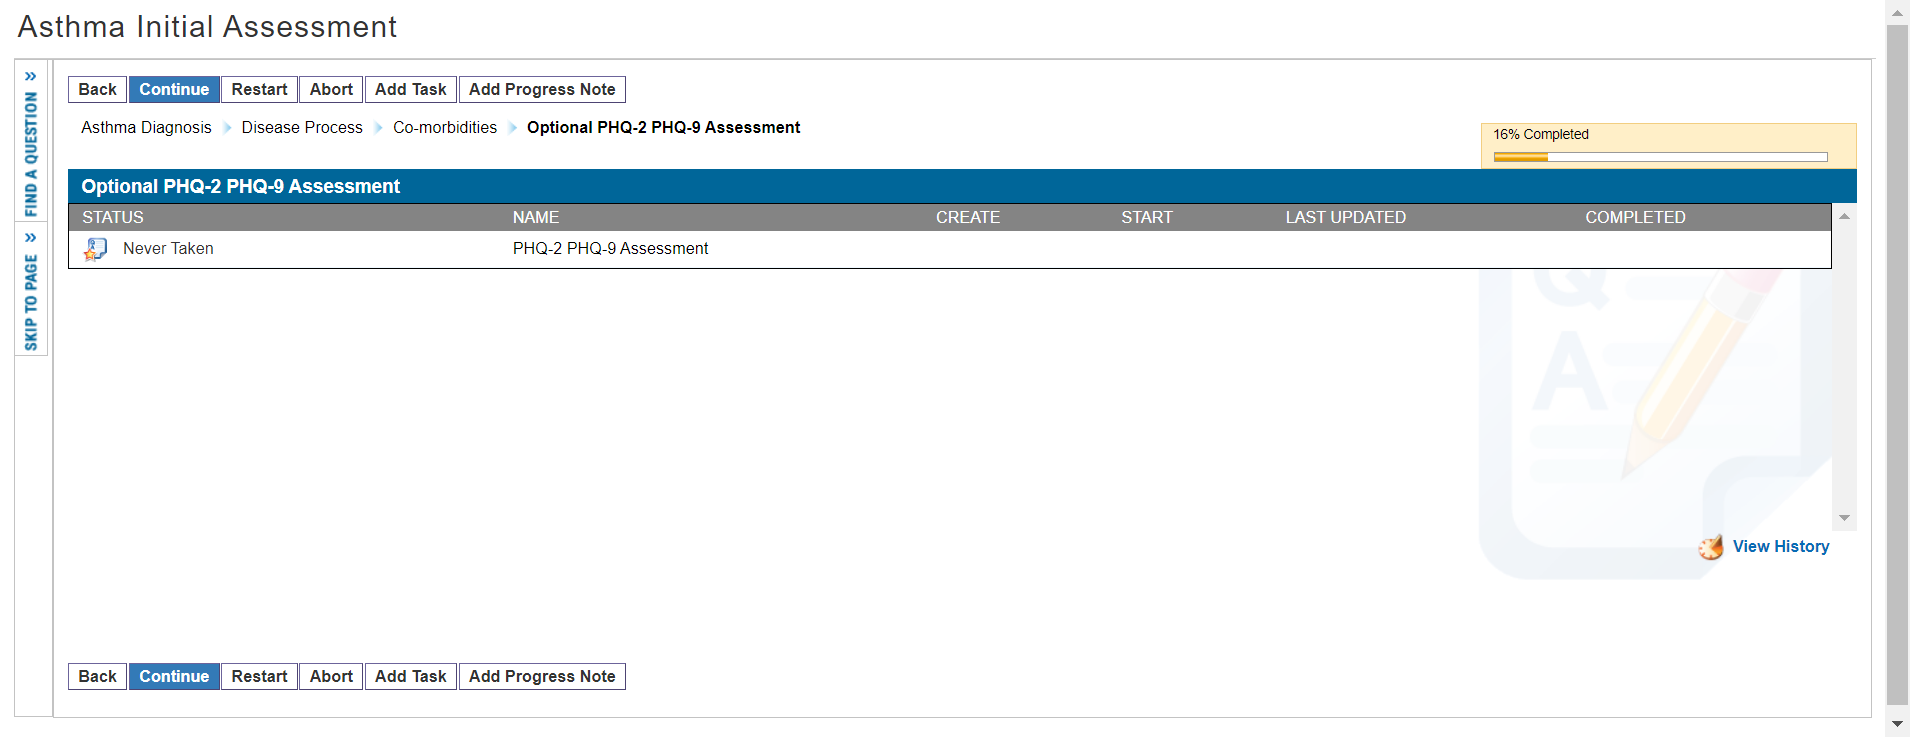 Asthma Initial Assessment
» FIND A QUESTION
» SKIP TO PAGE
Back Continue Restart Abort Add Task Add Progress Note
Asthma Diagnosis Disease Process Co-morbidities Optional PHQ-2 PHQ-9 Assessment
16% Completed
Optional PHQ-2 PHQ-9 Assessment
STATUS NAME CREATE START LAST UPDATED COMPLETED
Never Taken PHQ-2 PHQ-9 Assessment
Q
A
View History
Back Continue Restart Abort Add Task Add Progress Note